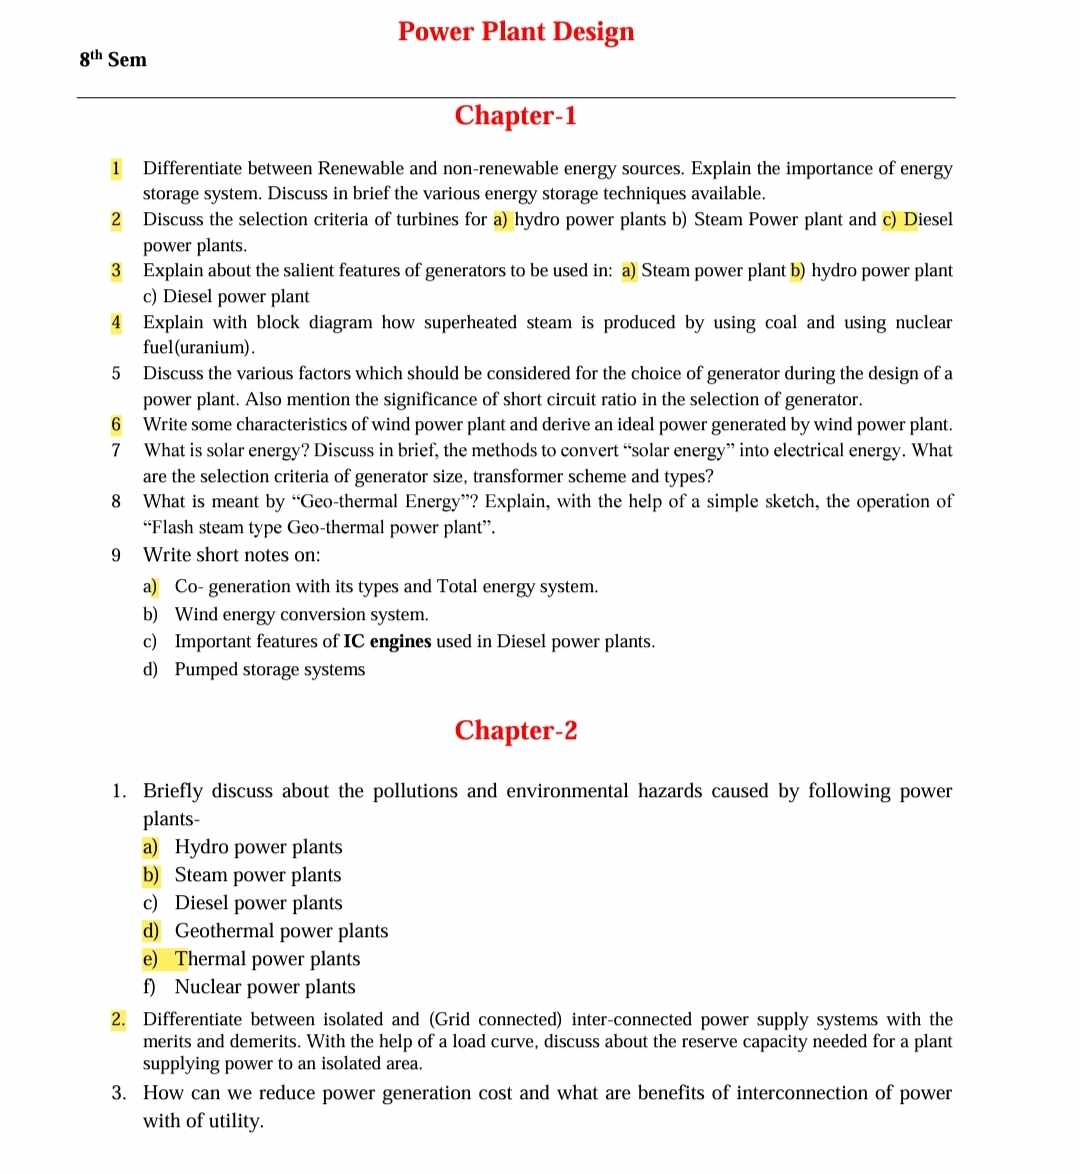 Power Plant Design
8th Sem
Chapter-1
1 Differentiate between Renewable and non-renewable energy sources. Explain the importance of energy
storage system. Discuss in brief the various energy storage techniques available.
2 Discuss the selection criteria of turbines for a) hydro power plants b) Steam Power plant and c) Diesel
power plants.
3 Explain about the salient features of generators to be used in: a) Steam power plant b) hydro power plant
c) Diesel power plant
4 Explain with block diagram how superheated steam is produced by using coal and using nuclear
fuel(uranium).
5 Discuss the various factors which should be considered for the choice of generator during the design of a
power plant. Also mention the significance of short circuit ratio in the selection of generator.
6 Write some characteristics of wind power plant and derive an ideal power generated by wind power plant.
7 What is solar energy? Discuss in brief, the methods to convert “solar energy” into electrical energy. What
are the selection criteria of generator size, transformer scheme and types?
8 What is meant by “Geo-thermal Energy”? Explain, with the help of a simple sketch, the operation of
“Flash steam type Geo-thermal power plant”.
9 Write short notes on:
a) Co- generation with its types and Total energy system.
b) Wind energy conversion system.
c) Important features of IC engines used in Diesel power plants.
d) Pumped storage systems
Chapter-2
1. Briefly discuss about the pollutions and environmental hazards caused by following power
plants-
a) Hydro power plants
b) Steam power plants
c) Diesel power plants
d) Geothermal power plants
e) Thermal power plants
f) Nuclear power plants
2. Differentiate between isolated and (Grid connected) inter-connected power supply systems with the
merits and demerits. With the help of a load curve, discuss about the reserve capacity needed for a plant
supplying power to an isolated area.
3. How can we reduce power generation cost and what are benefits of interconnection of power
with of utility.